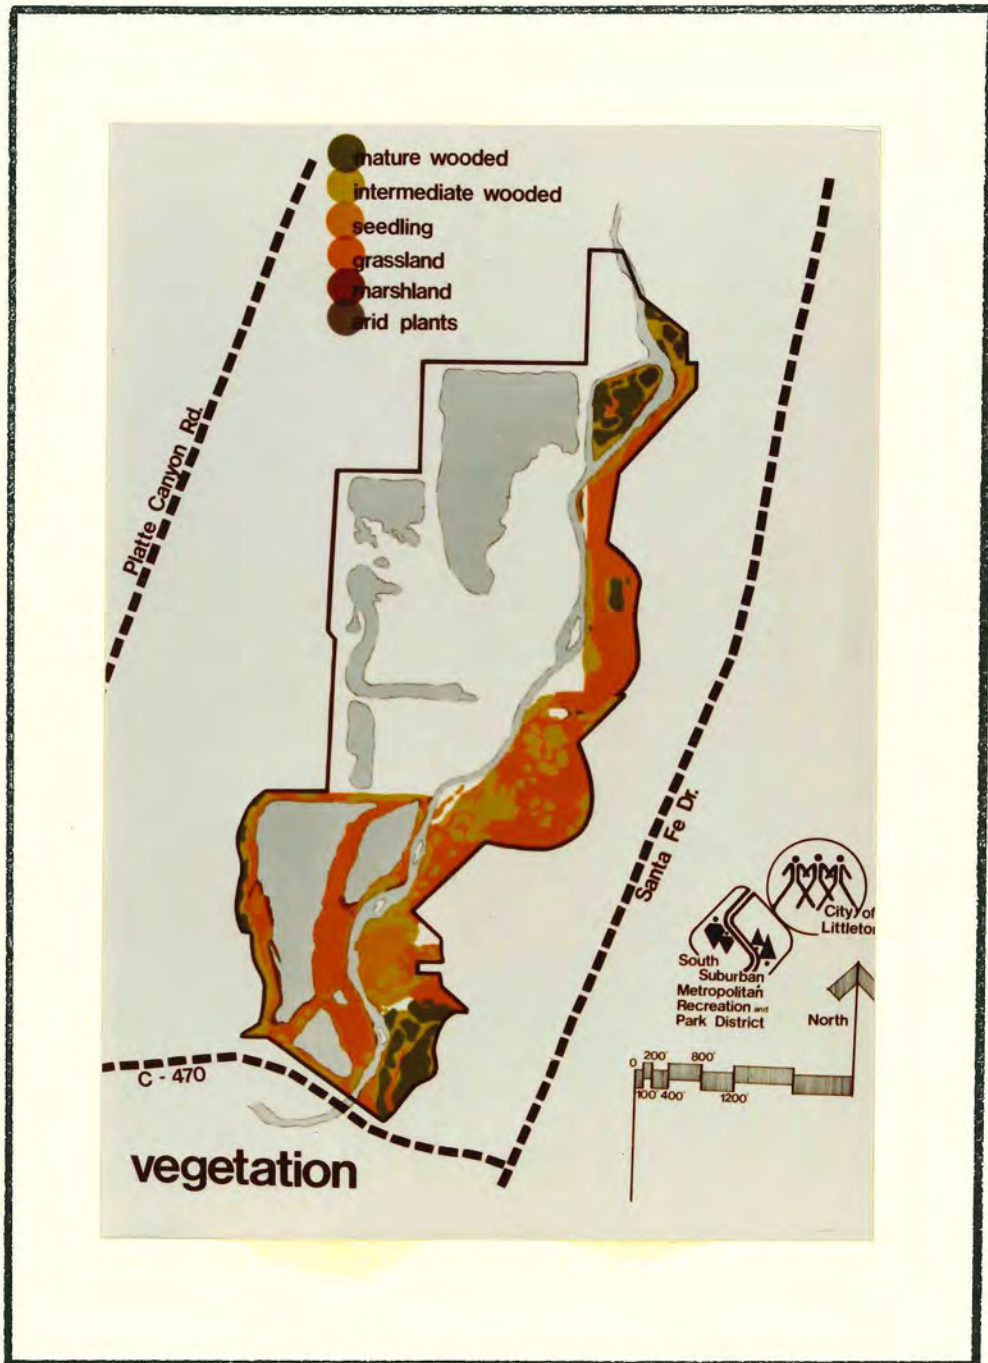 mature wooded
intermediate wooded
seedling
grassland
marshland
arid plants
Platte Canyon Rd.
Santa Fe Dr.
City of
Littleton
South
Suburban
Metropolitan
Recreation and
Park District
North
0 200' 800'
100' 400' 1200'
C - 470
vegetation